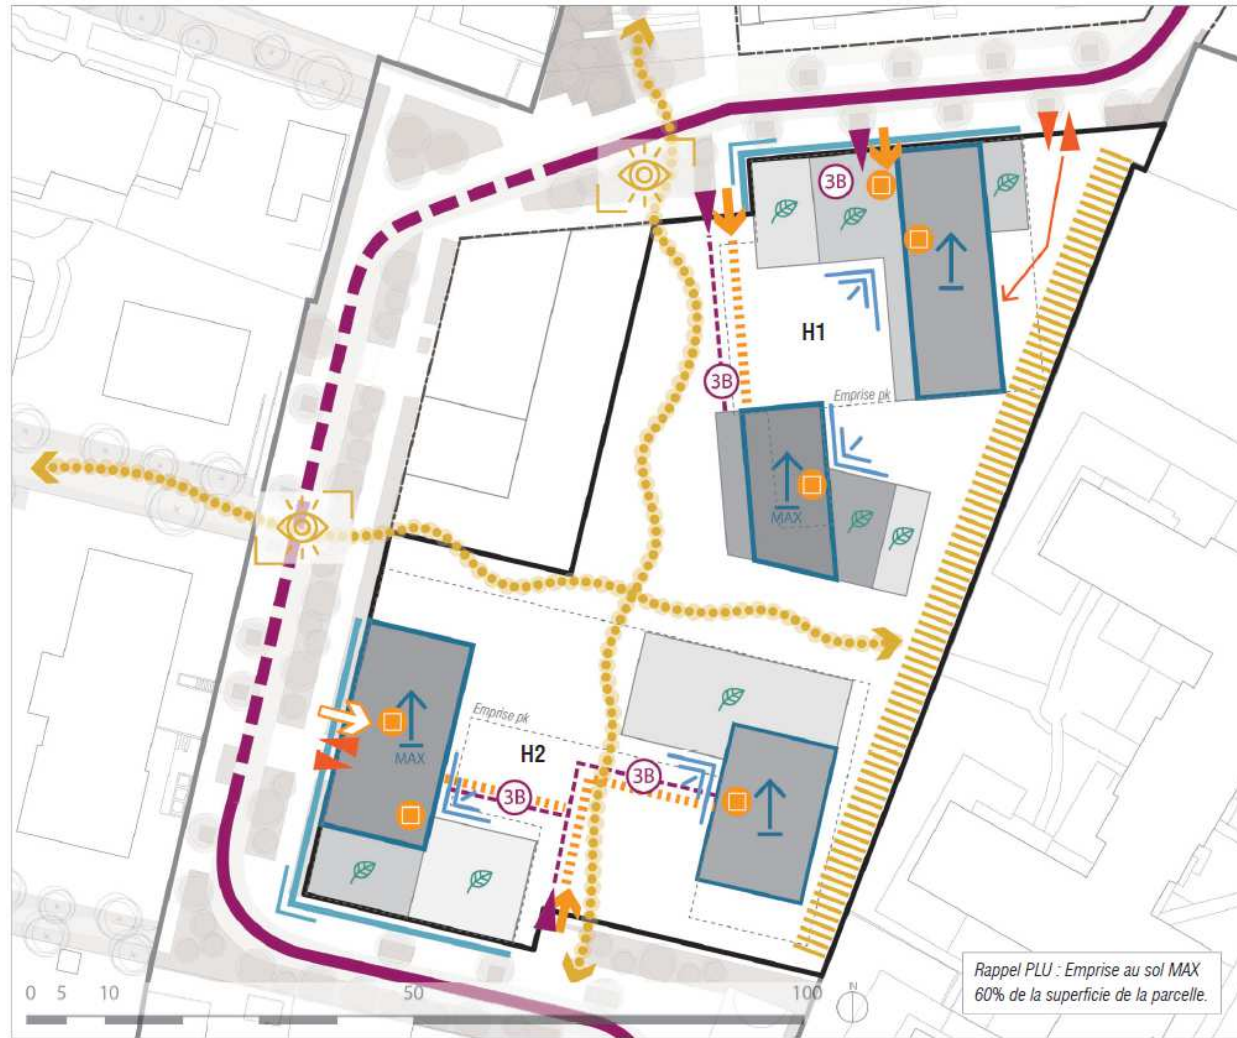 3B
H1
3B
Emprise pk
MAX
Emprise pk
MAX
H2
3B
3B
Rappel PLU : Emprise au sol MAX
60% de la superficie de la parcelle.
0 5 10 50 100
N